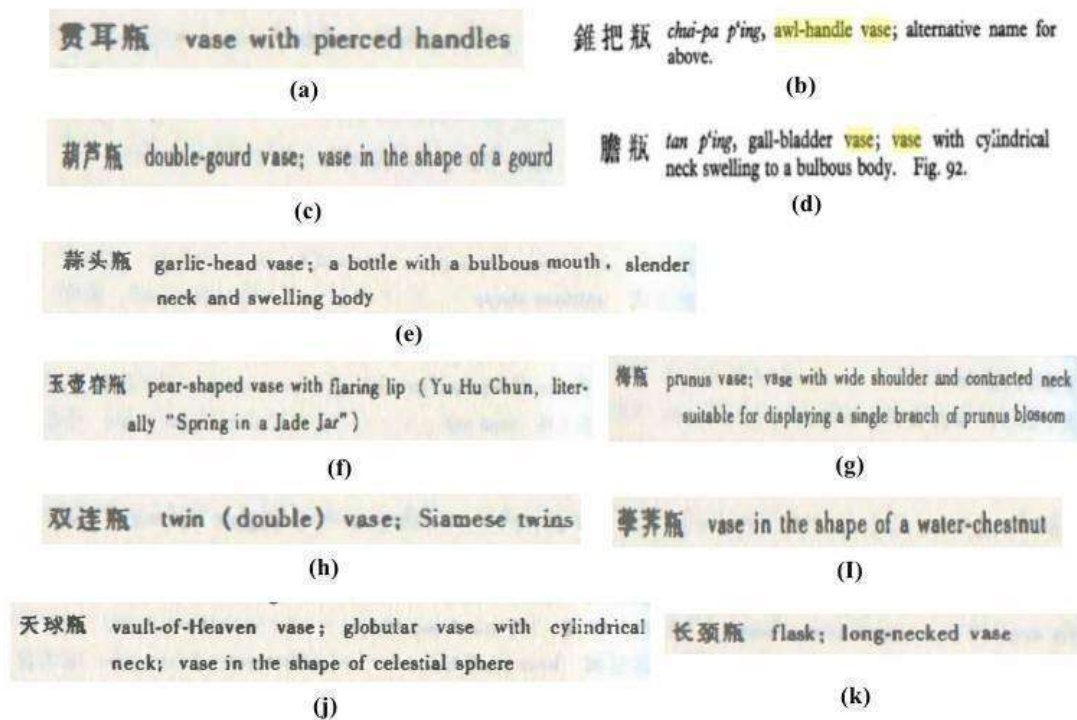 贯耳瓶 vase with pierced handles
(a)
錐把瓶 chui-pa p‘ing, awl-handle vase; alternative name for
above.
(b)
葫芦瓶 double-gourd vase; vase in the shape of a gourd
(c)
膽瓶 tan p‘ing, gall-bladder vase; vase with cylindrical
neck swelling to a bulbous body. Fig. 92.
(d)
蒜头瓶 garlic-head vase; a bottle with a bulbous mouth, slender
neck and swelling body
(e)
玉壶春瓶 pear-shaped vase with flaring lip (Yu Hu Chun, liter-
ally “Spring in a Jade Jar”)
(f)
梅瓶 prunus vase; vase with wide shoulder and contracted neck
suitable for displaying a single branch of prunus blossom
(g)
双连瓶 twin (double) vase; Siamese twins
(h)
荸荠瓶 vase in the shape of a water-chestnut
(I)
天球瓶 vault-of-Heaven vase; globular vase with cylindrical
neck; vase in the shape of celestial sphere
(j)
长颈瓶 flask; long-necked vase
(k)